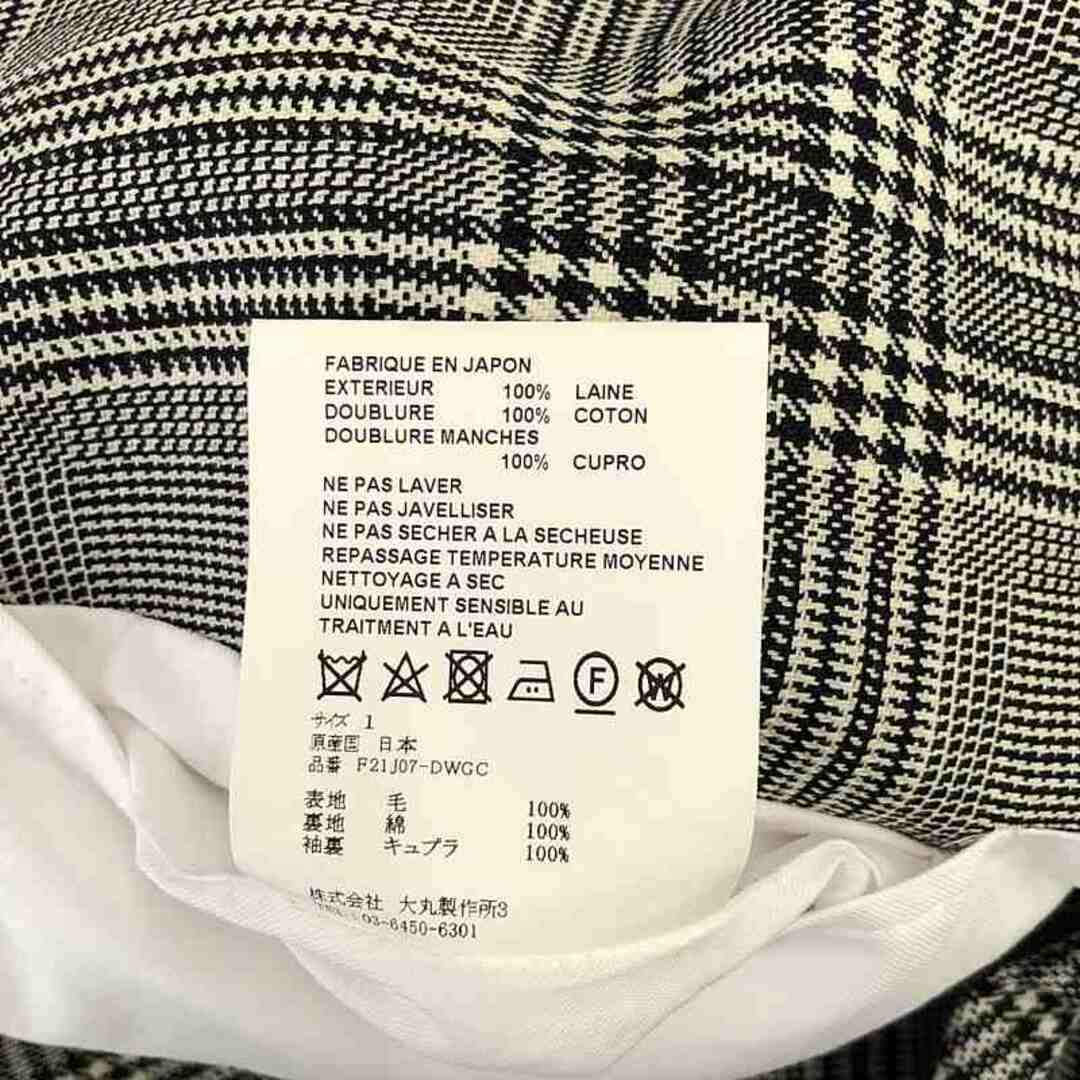 FABRIQUE EN JAPON
EXTERIEUR 100% LAINE
DOUBLURE 100% COTON
DOUBLURE MANCHES
100% CUPRO
NE PAS LAVER
NE PAS JAVELLISER
NE PAS SECHER A LA SECHEUSE
REPASSAGE TEMPERATURE MOYENNE
NETTOYAGE A SEC
UNIQUEMENT SENSIBLE AU
TRAITEMENT A L'EAU
F W
サイズ 1
原産国 日本
品番 F21J07-DWGC
表地 毛 100%
裏地 綿 100%
袖裏 キュプラ 100%
株式会社 大丸製作所3
03-6450-6301